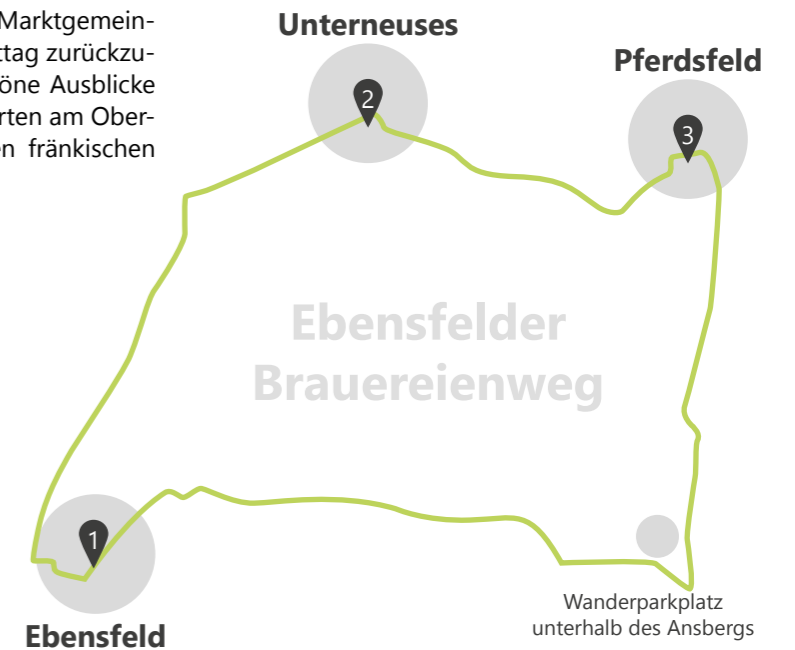 Marktgemein-
ttag zurückzu-
öne Ausblicke
rten am Ober-
en fränkischen
Unterneuses
Pferdsfeld
2
3
Ebensfelder
Brauereienweg
1
Ebensfeld
Wanderparkplatz
unterhalb des Ansbergs